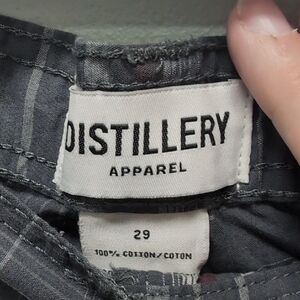 DISTILLERY
APPAREL
29
100% COTTON/COTON